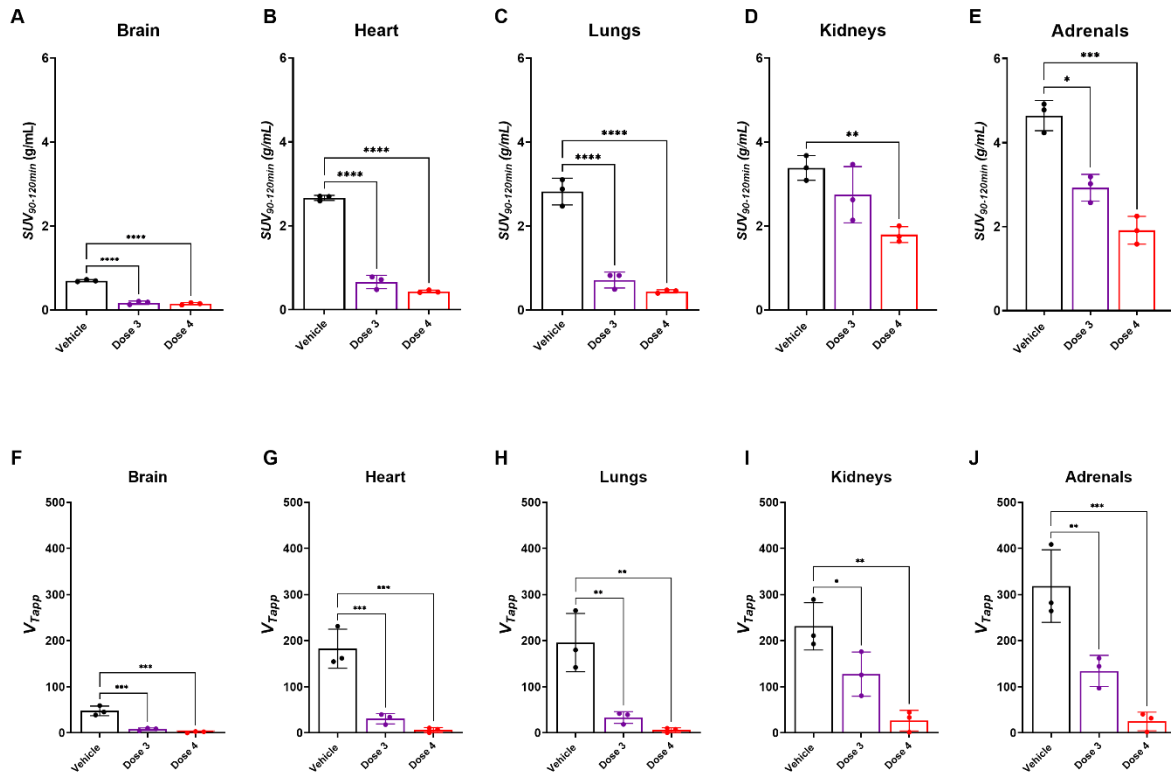 A
Brain
SUV90-120min (g/mL)
6
4
2
0
****
****
Vehicle
Dose 3
Dose 4
B
Heart
SUV90-120min (g/mL)
6
4
2
0
****
****
Vehicle
Dose 3
Dose 4
C
Lungs
SUV90-120min (g/mL)
6
4
2
0
****
****
Vehicle
Dose 3
Dose 4
D
Kidneys
SUV90-120min (g/mL)
6
4
2
0
**
Vehicle
Dose 3
Dose 4
E
Adrenals
SUV90-120min (g/mL)
6
4
2
0
***
*
Vehicle
Dose 3
Dose 4
F
Brain
VTapp
500
400
300
200
100
0
***
***
Vehicle
Dose 3
Dose 4
G
Heart
VTapp
500
400
300
200
100
0
***
***
Vehicle
Dose 3
Dose 4
H
Lungs
VTapp
500
400
300
200
100
0
**
**
Vehicle
Dose 3
Dose 4
I
Kidneys
VTapp
500
400
300
200
100
0
**
*
Vehicle
Dose 3
Dose 4
J
Adrenals
VTapp
500
400
300
200
100
0
***
**
Vehicle
Dose 3
Dose 4